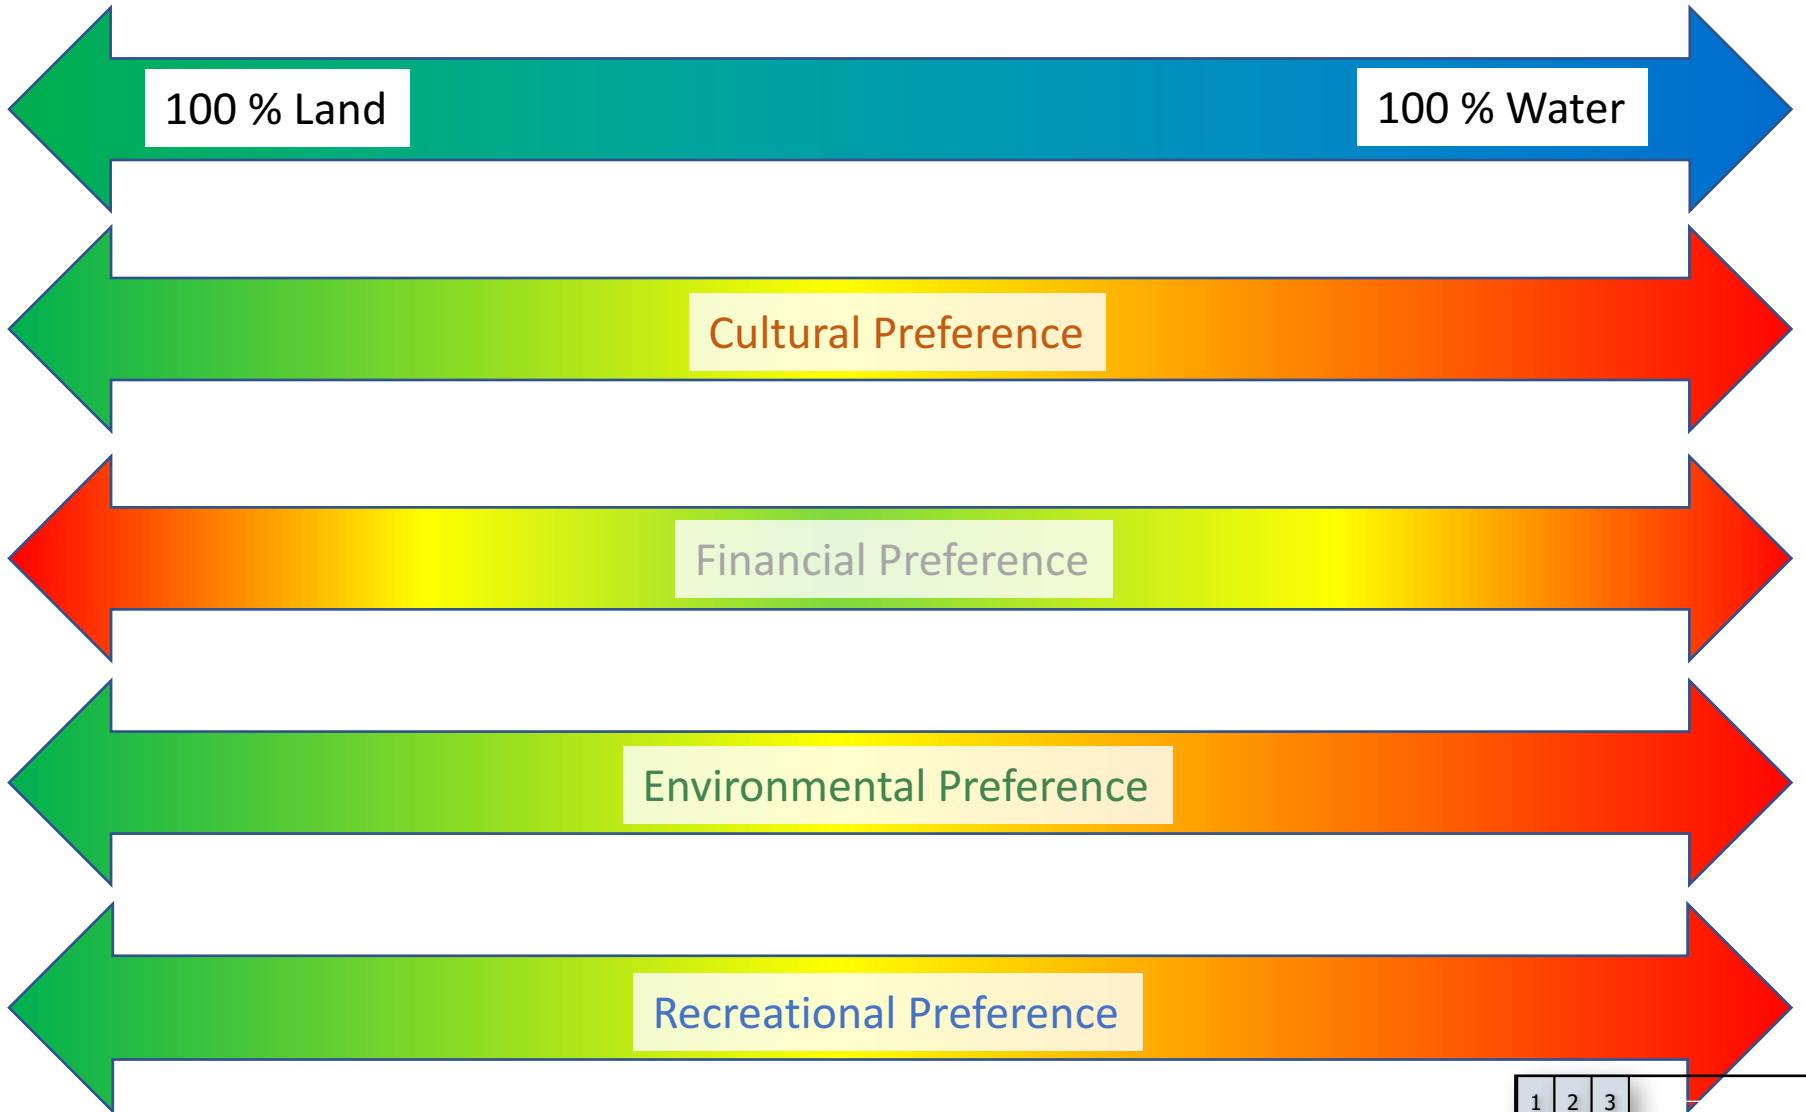 100 % Land
100 % Water
Cultural Preference
Financial Preference
Environmental Preference
Recreational Preference
1 2 3